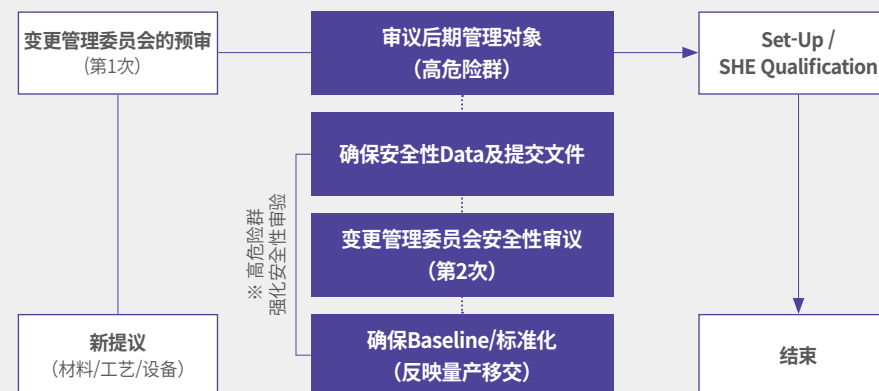 变更管理委员会的预审
（第1次）
审议后期管理对象
（高危险群）
Set-Up /
SHE Qualification
确保安全性Data及提交文件
※ 高危险群
强化安全性审验
变更管理委员会安全性审议
（第2次）
新提议
（材料/工艺/设备）
确保Baseline/标准化
（反映量产移交）
结束